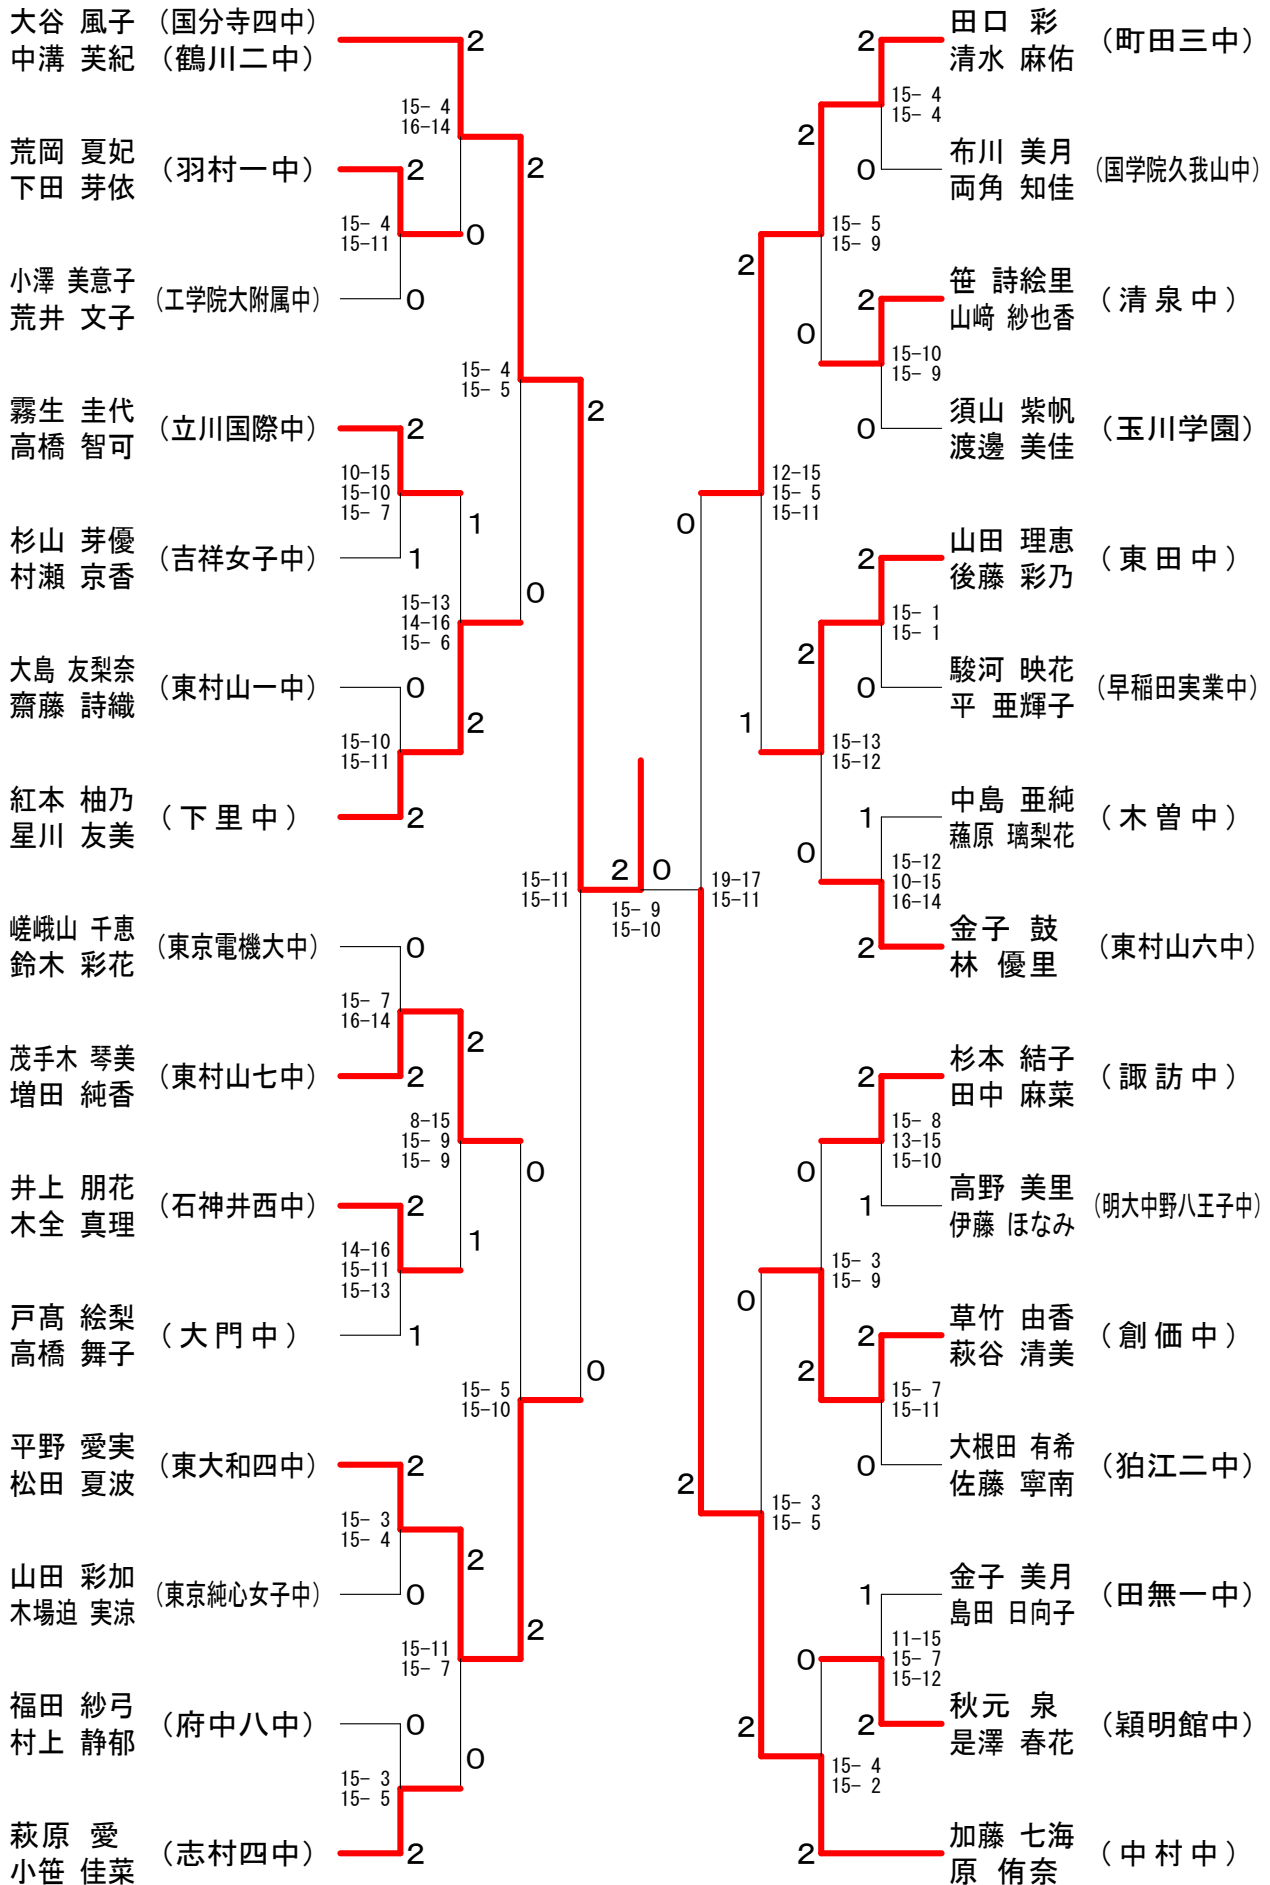 大谷 風子 （国分寺四中）
中溝 芙紀 （鶴川二中）
2
15- 4
16-14
荒岡 夏妃
下田 芽依
（羽村一中）
2
2
15- 4
15-11
0
小澤 美意子
荒井 文子
（工学院大附属中）
0
15- 4
15- 5
2
霧生 圭代
高橋 智可
（立川国際中）
2
10-15
15-10
15- 7
1
杉山 芽優
村瀬 京香
（吉祥女子中）
1
0
15-13
14-16
15- 6
大島 友梨奈
齋藤 詩織
（東村山一中）
0
2
15-10
15-11
紅本 柚乃
星川 友美
（下里中）
2
15-11
15-11
2
0
15- 9
15-10
嵯峨山 千恵
鈴木 彩花
（東京電機大中）
0
15- 7
16-14
2
茂手木 琴美
増田 純香
（東村山七中）
2
8-15
15- 9
15- 9
0
井上 朋花
木全 真理
（石神井西中）
2
1
14-16
15-11
15-13
戸髙 絵梨
高橋 舞子
（大門中）
1
0
15- 5
15-10
平野 愛実
松田 夏波
（東大和四中）
2
15- 3
15- 4
2
山田 彩加
木場迫 実涼
（東京純心女子中）
0
2
15-11
15- 7
福田 紗弓
村上 静郁
（府中八中）
0
0
15- 3
15- 5
萩原 愛
小笹 佳菜
（志村四中）
2
2
田口 彩
清水 麻佑
（町田三中）
15- 4
15- 4
2
0
布川 美月
両角 知佳
（国学院久我山中）
15- 5
15- 9
2
2
笹 詩絵里
山﨑 紗也香
（清泉中）
0
15-10
15- 9
0
須山 紫帆
渡邊 美佳
（玉川学園）
12-15
15- 5
15-11
0
2
山田 理恵
後藤 彩乃
（東田中）
15- 1
15- 1
2
0
駿河 映花
平 亜輝子
（早稲田実業中）
1
15-13
15-12
1
中島 亜純
蘓原 璃梨花
（木曽中）
0
15-12
10-15
16-14
2
金子 鼓
林 優里
（東村山六中）
19-17
15-11
2
杉本 結子
田中 麻菜
（諏訪中）
15- 8
13-15
15-10
0
1
高野 美里
伊藤 ほなみ
（明大中野八王子中）
15- 3
15- 9
0
2
草竹 由香
萩谷 清美
（創価中）
2
15- 7
15-11
0
大根田 有希
佐藤 寧南
（狛江二中）
2
15- 3
15- 5
1
金子 美月
島田 日向子
（田無一中）
11-15
15- 7
15-12
0
2
秋元 泉
是澤 春花
（穎明館中）
2
15- 4
15- 2
2
加藤 七海
原 侑奈
（中村中）